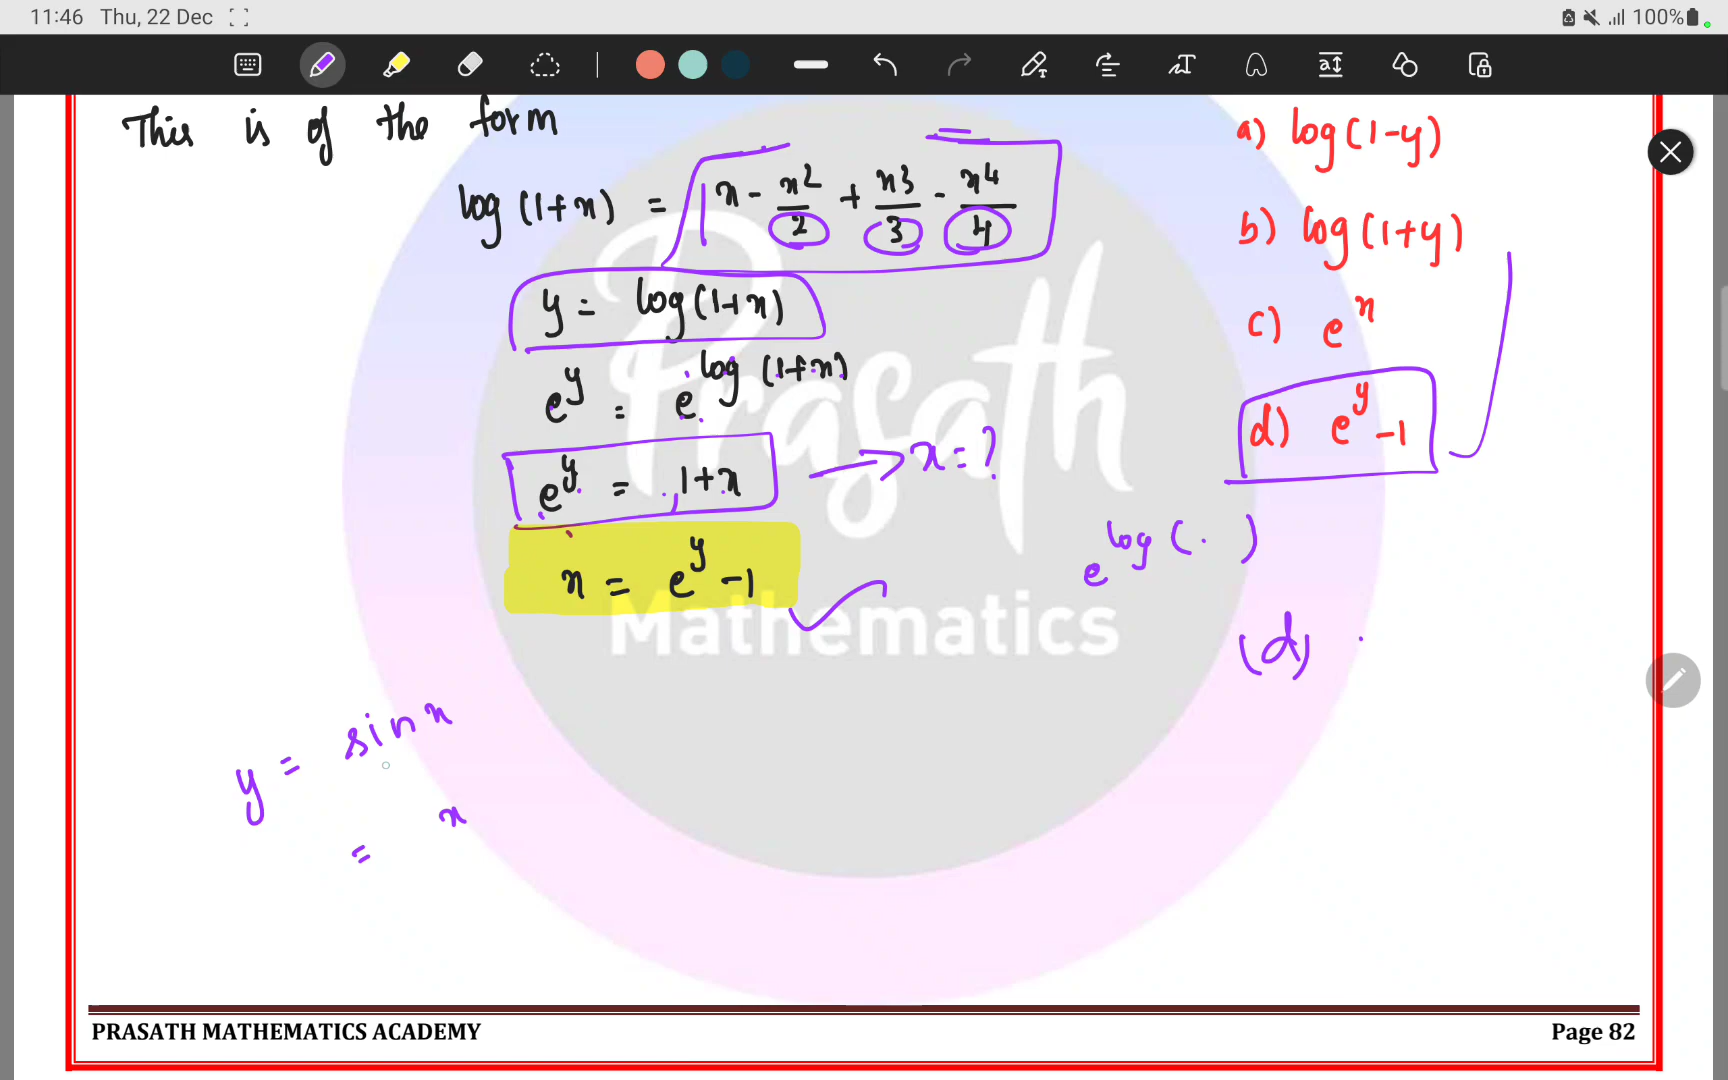 11:46 Thu, 22 Dec
100%
This is of the form
log (1+x) = x - x²/2 + x³/3 - x⁴/4
y = log(1+x)
e^y = e^log (1+x)
e^y = 1+x → x=?
x = e^y -1
a) log(1-y)
b) log(1+y)
c) e^x
d) e^y -1
e^log ( . )
(d)
y = sin x
= x
Prasath
Mathematics
PRASATH MATHEMATICS ACADEMY
Page 82